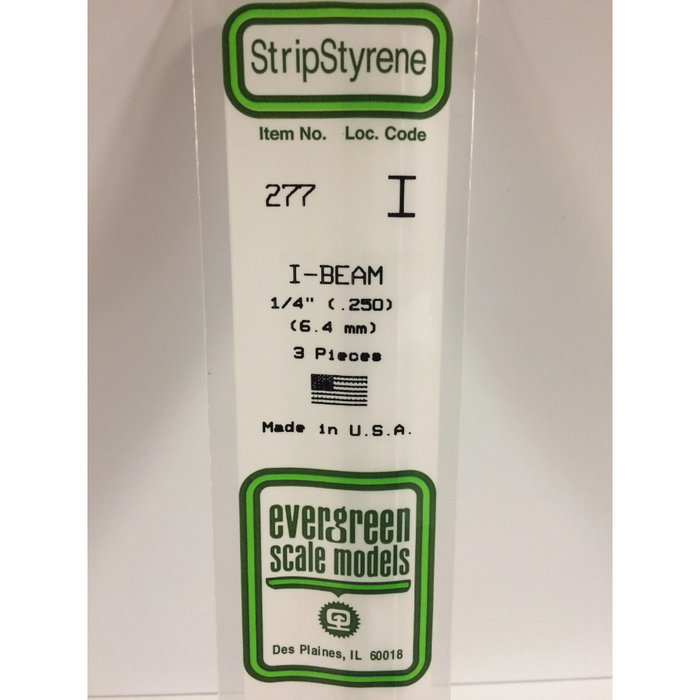 StripStyrene
Item No. Loc. Code
277 I
I-BEAM
1/4" (.250)
(6.4 mm)
3 Pieces
Made in U.S.A.
evergreen
scale models
Des Plaines, IL 60018